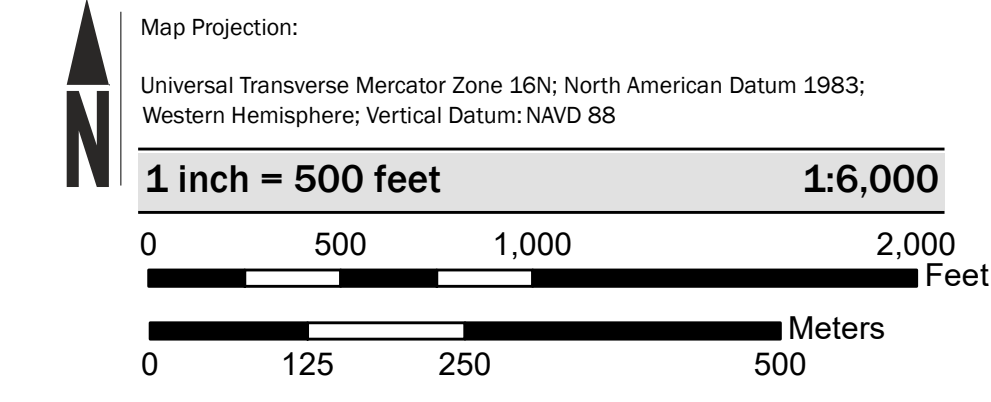 N
Map Projection:
Universal Transverse Mercator Zone 16N; North American Datum 1983;
Western Hemisphere; Vertical Datum: NAVD 88
1 inch = 500 feet 1:6,000
0 500 1,000 2,000
Feet
Meters
0 125 250 500